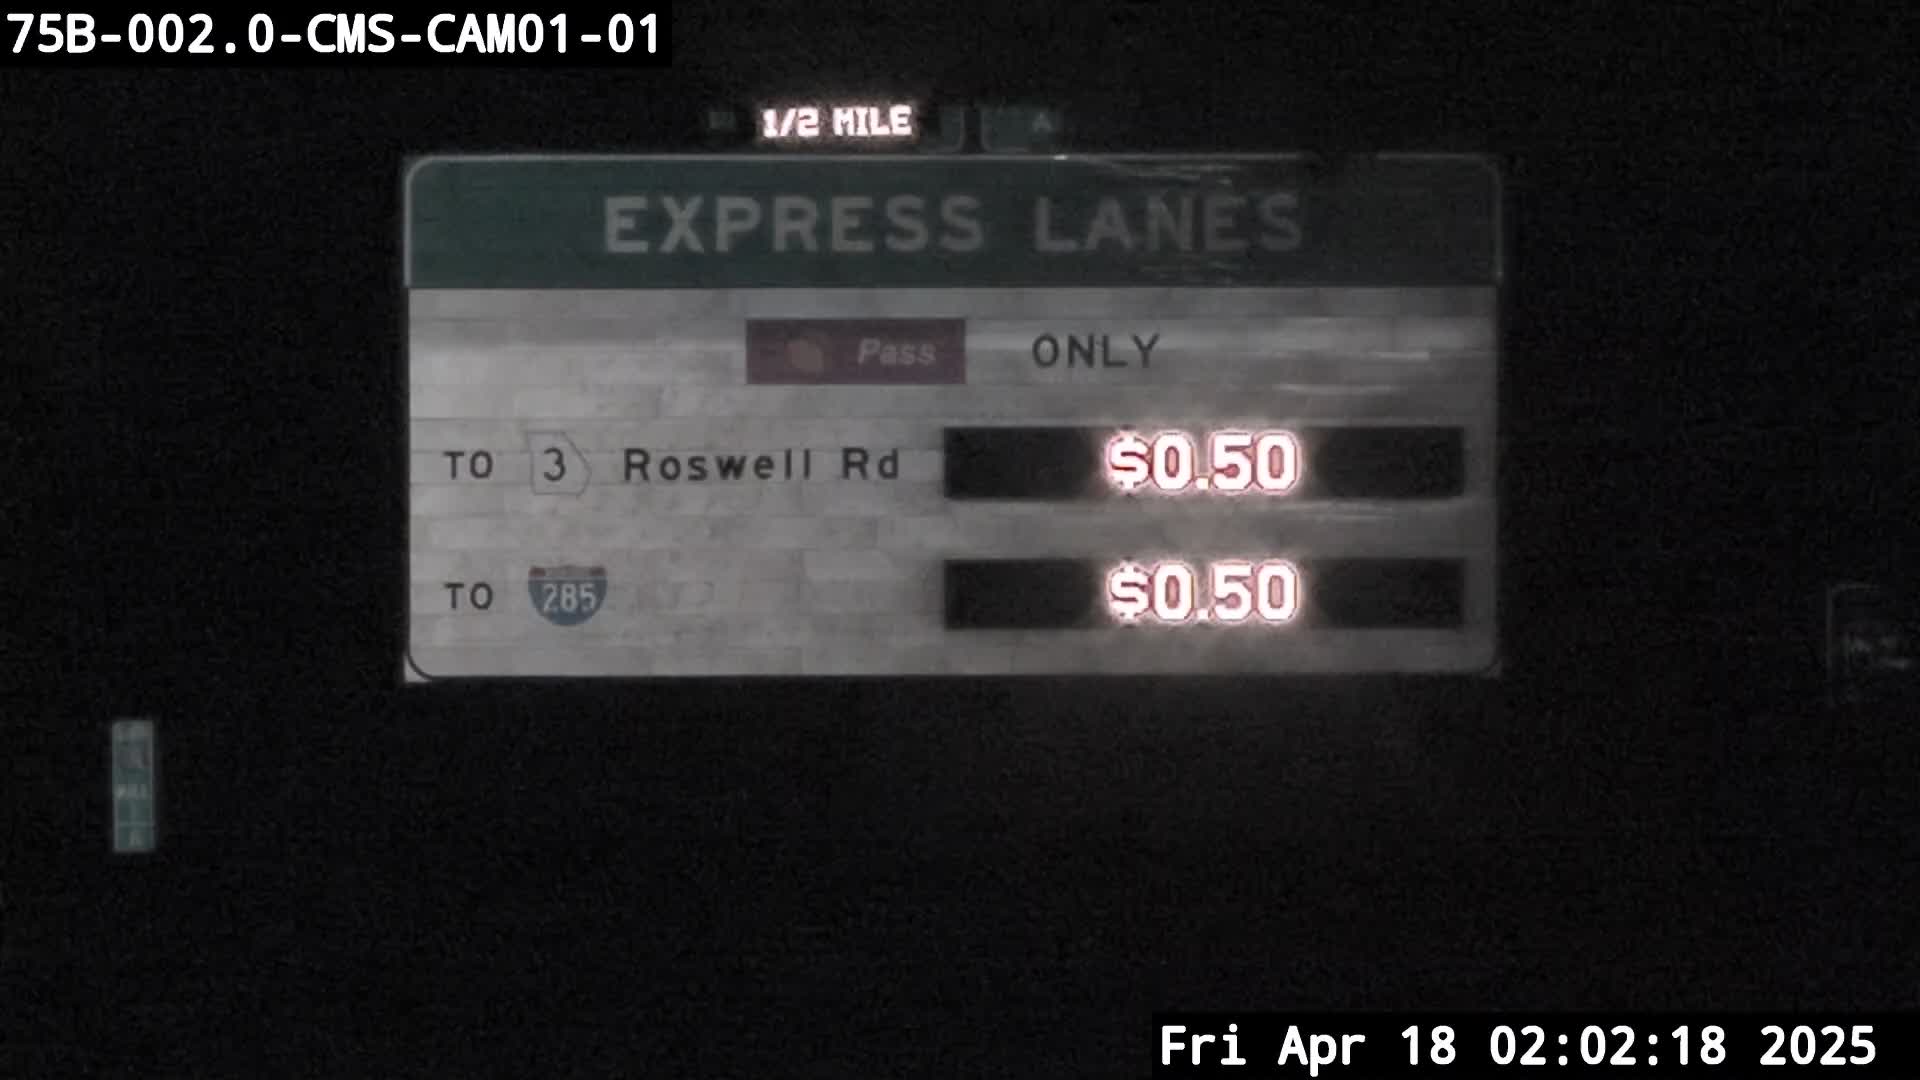 75B-002.0-CMS-CAM01-01
1/2 MILE
EXPRESS LANES
Pass ONLY
TO 3 Roswell Rd $0.50
TO 285 $0.50
Fri Apr 18 02:02:18 2025